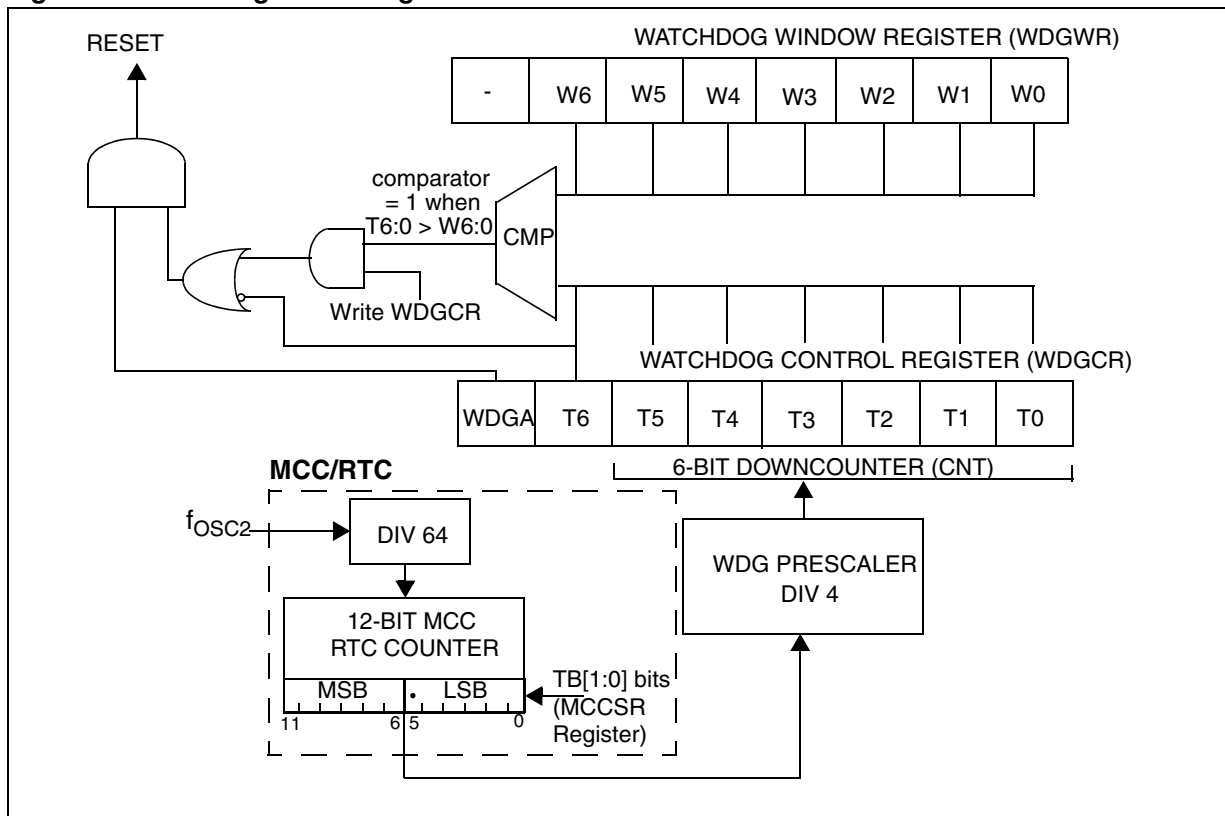 RESET
WATCHDOG WINDOW REGISTER (WDGWR)
- W6 W5 W4 W3 W2 W1 W0
comparator
= 1 when
T6:0 > W6:0
CMP
Write WDGCR
WATCHDOG CONTROL REGISTER (WDGCR)
WDGA T6 T5 T4 T3 T2 T1 T0
6-BIT DOWNCOUNTER (CNT)
MCC/RTC
fOSC2
DIV 64
WDG PRESCALER
DIV 4
12-BIT MCC
RTC COUNTER
MSB LSB
11 6 5 0
TB[1:0] bits
(MCCSR
Register)